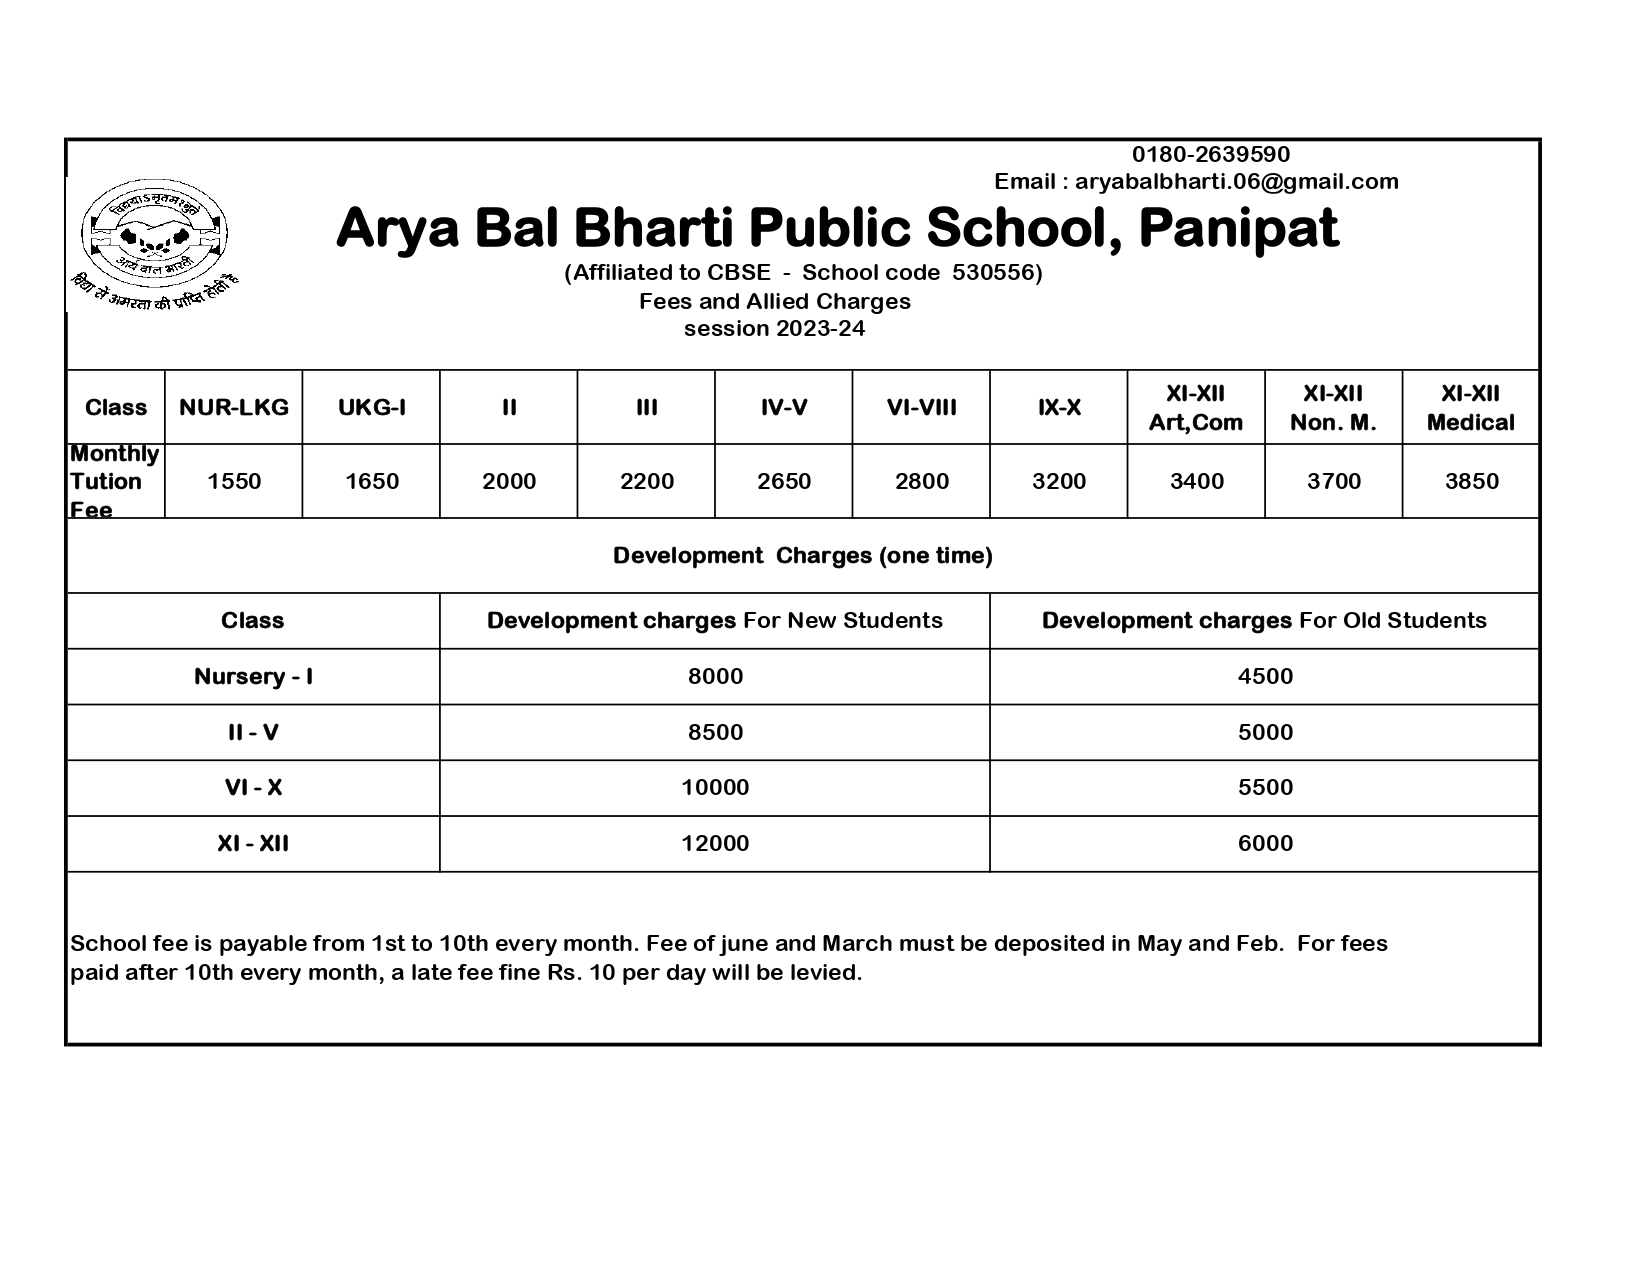 0180-2639590
Email : aryabalbharti.06@gmail.com
Arya Bal Bharti Public School, Panipat
(Affiliated to CBSE - School code 530556)
Fees and Allied Charges
session 2023-24
आर्य बाल भारती
विद्या से अमरता की प्राप्ति होती है
Class NUR-LKG UKG-I II III IV-V VI-VIII IX-X XI-XII Art,Com XI-XII Non. M. XI-XII Medical
Monthly Tution Fee 1550 1650 2000 2200 2650 2800 3200 3400 3700 3850
Development Charges (one time)
Class Development charges For New Students Development charges For Old Students
Nursery - I 8000 4500
II - V 8500 5000
VI - X 10000 5500
XI - XII 12000 6000
School fee is payable from 1st to 10th every month. Fee of june and March must be deposited in May and Feb. For fees
paid after 10th every month, a late fee fine Rs. 10 per day will be levied.